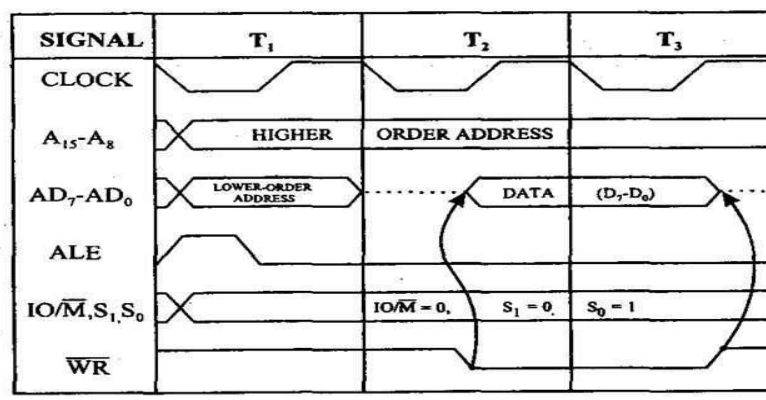 SIGNAL T₁ T₂ T₃
CLOCK
A₁₅-A₈ HIGHER ORDER ADDRESS
AD₇-AD₀ LOWER-ORDER ADDRESS DATA (D₇-D₀)
ALE
IO/M̅,S₁,S₀ IO/M̅ = 0, S₁ = 0. S₀ = 1
W̅R̅